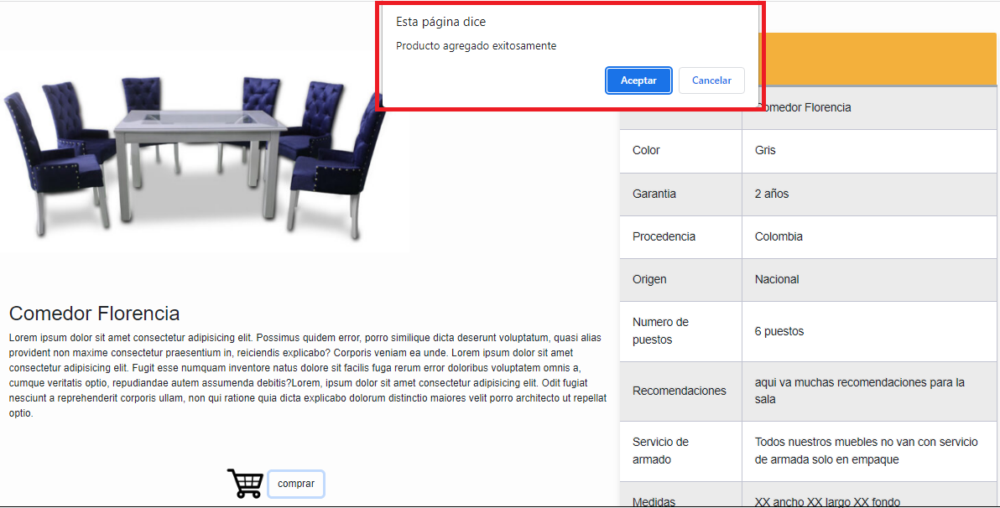 Esta página dice
Producto agregado exitosamente
Aceptar
Cancelar
Comedor Florencia
Color
Gris
Garantia
2 años
Procedencia
Colombia
Origen
Nacional
Numero de
puestos
6 puestos
Recomendaciones
aqui va muchas recomendaciones para la
sala
Servicio de
armado
Todos nuestros muebles no van con servicio
de armada solo en empaque
Medidas
XX ancho XX largo XX fondo
Comedor Florencia
Lorem ipsum dolor sit amet consectetur adipisicing elit. Possimus quidem error, porro similique dicta deserunt voluptatum, quasi alias
provident non maxime consectetur praesentium in, reiciendis explicabo? Corporis veniam ea unde. Lorem ipsum dolor sit amet
consectetur adipisicing elit. Fugit esse numquam inventore natus dolore sit facilis fuga rerum error doloribus voluptatem omnis a,
cumque veritatis optio, repudiandae autem assumenda debitis?Lorem, ipsum dolor sit amet consectetur adipisicing elit. Odit fugiat
nesciunt a reprehenderit corporis ullam, non qui ratione quia dicta explicabo dolorum distinctio maiores velit porro architecto ut repellat
optio.
comprar